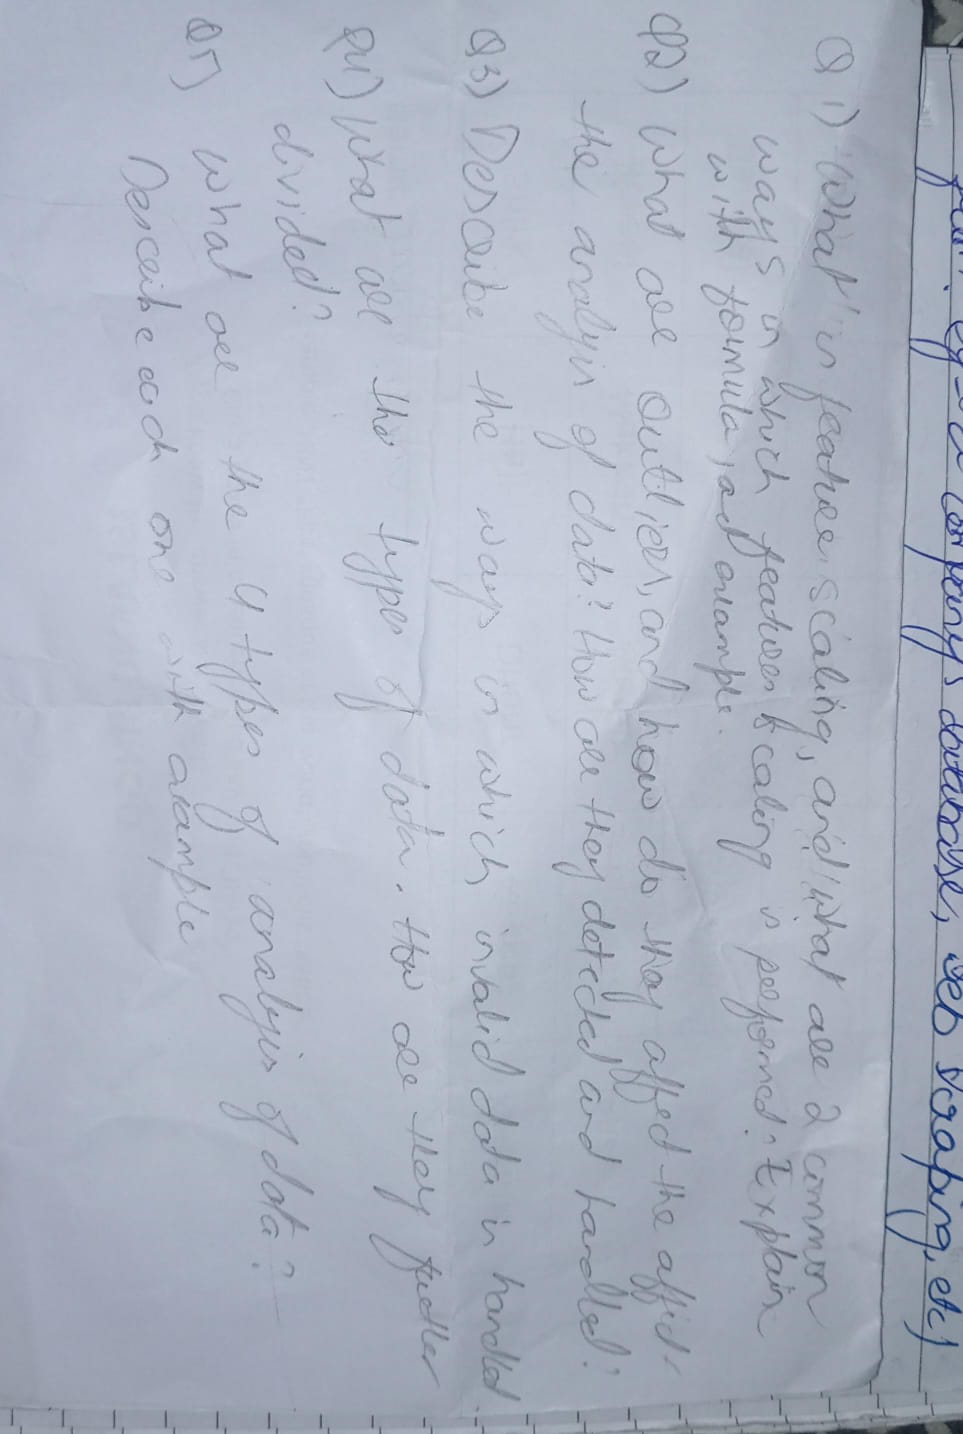 eg - a company's database, web scraping, etc)
Q1) What is feature scaling, and what are 2 common
ways in which feature scaling is performed? Explain
with formula, and example.
Q2) What are outliers, and how do they affect the affect
the analysis of data? How are they detected and handled?
Q3) Describe the ways in which invalid data is handled.
Q4) What are the types of data. How are they further
divided?
Q5) What are the 4 types of analysis of data?
Describe each one with example